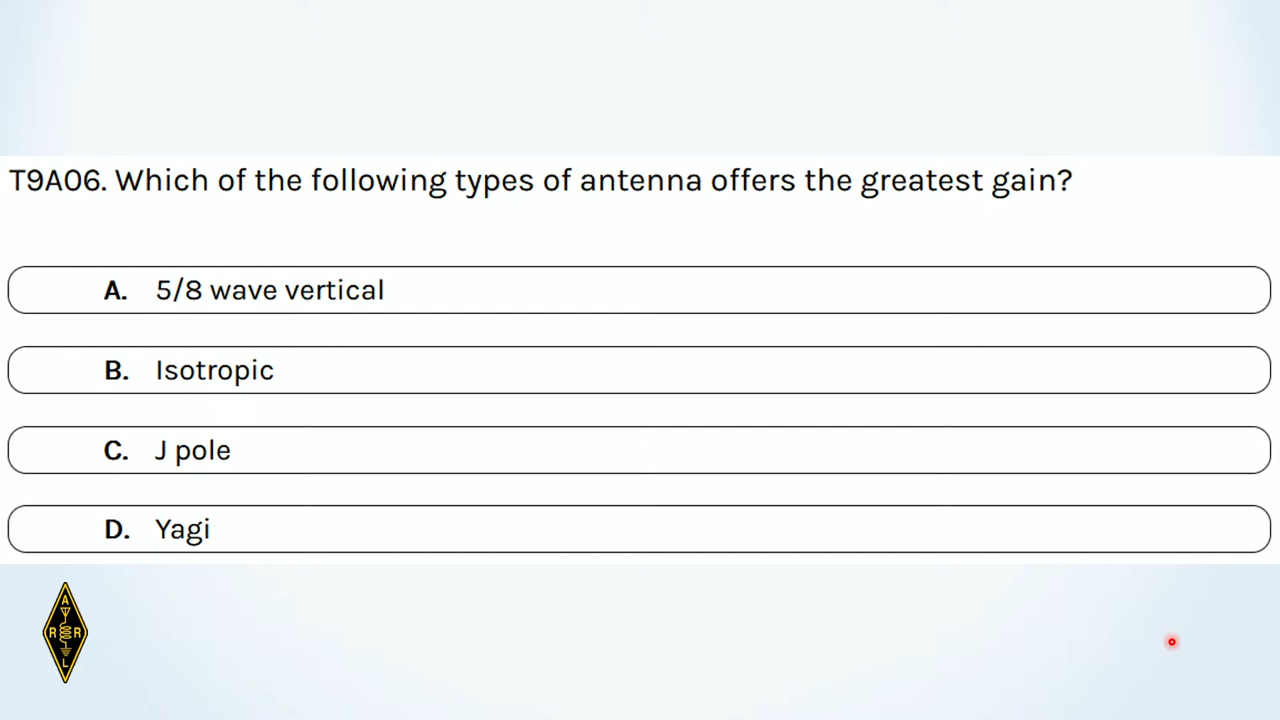 T9A06. Which of the following types of antenna offers the greatest gain?
A. 5/8 wave vertical
B. Isotropic
C. J pole
D. Yagi
A
R R
L